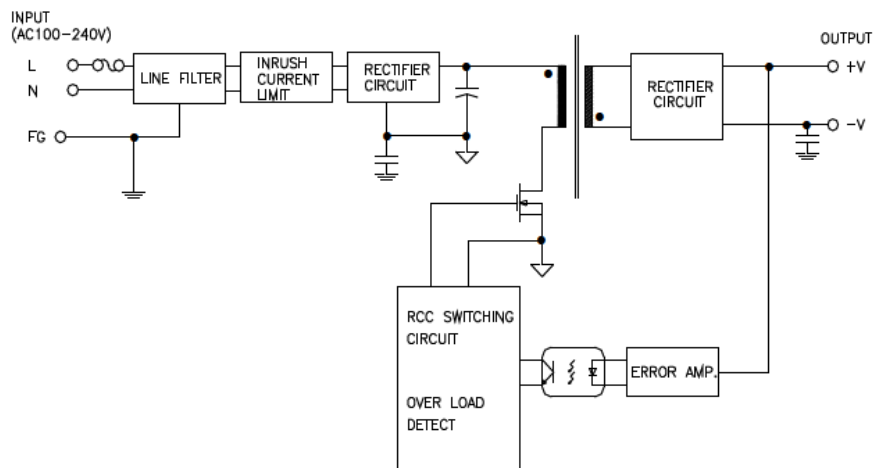 INPUT
(AC100-240V)
OUTPUT
L
N
FG
LINE FILTER
INRUSH
CURRENT
LIMIT
RECTIFIER
CIRCUIT
RECTIFIER
CIRCUIT
+V
-V
RCC SWITCHING
CIRCUIT
OVER LOAD
DETECT
ERROR AMP.